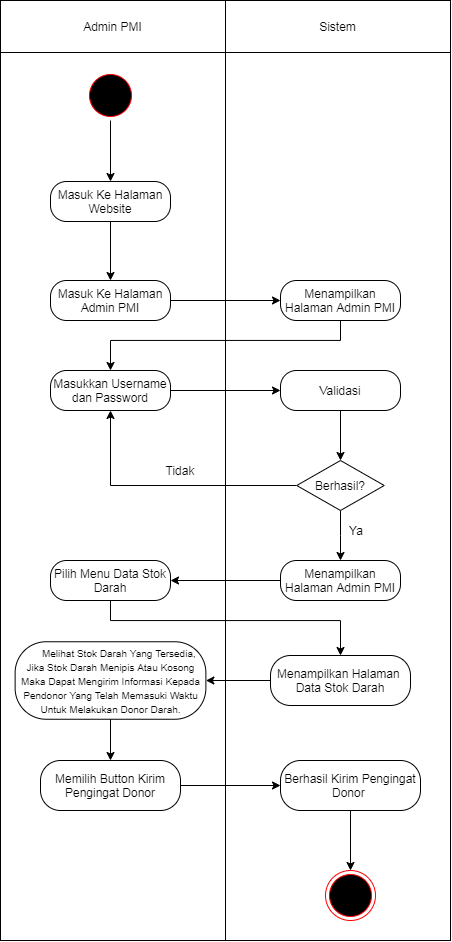 Admin PMI
Sistem
Masuk Ke Halaman
Website
Masuk Ke Halaman
Admin PMI
Menampilkan
Halaman Admin PMI
Masukkan Username
dan Password
Validasi
Berhasil?
Tidak
Ya
Menampilkan
Halaman Admin PMI
Pilih Menu Data Stok
Darah
Menampilkan Halaman
Data Stok Darah
Melihat Stok Darah Yang Tersedia,
Jika Stok Darah Menipis Atau Kosong
Maka Dapat Mengirim Informasi Kepada
Pendonor Yang Telah Memasuki Waktu
Untuk Melakukan Donor Darah.
Memilih Button Kirim
Pengingat Donor
Berhasil Kirim Pengingat
Donor